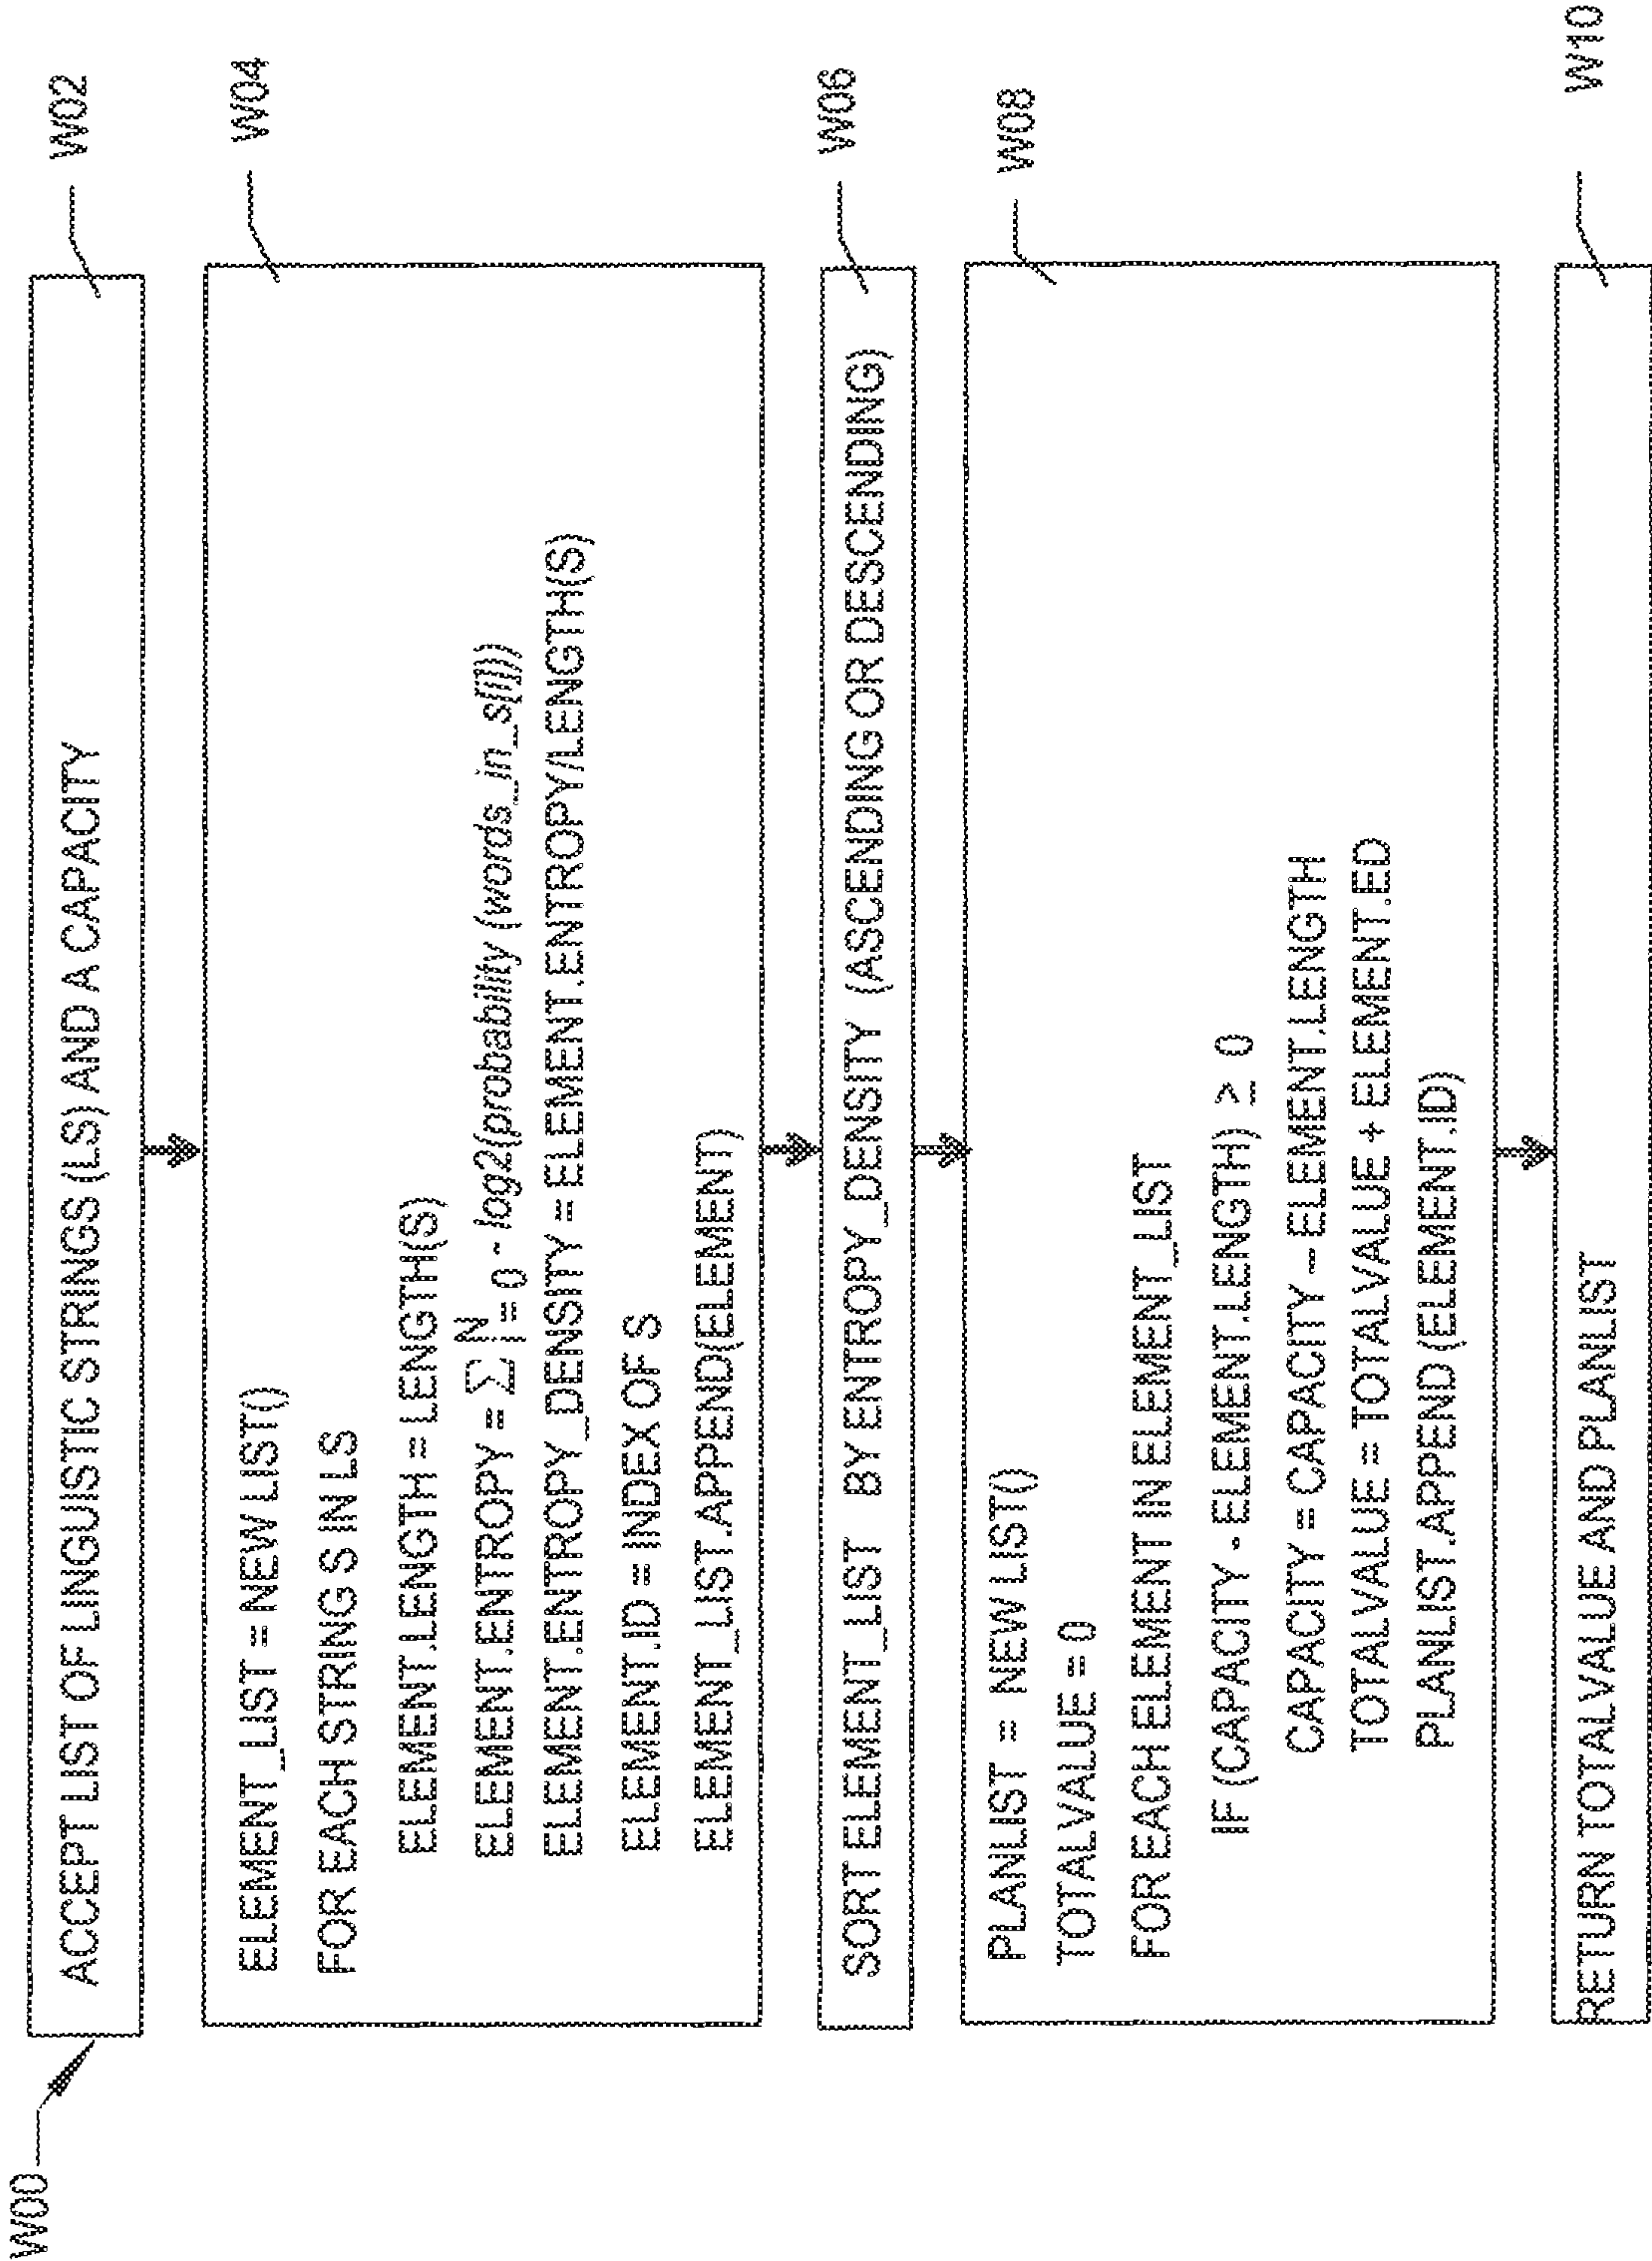 W00
ACCEPT LIST OF LINGUISTIC STRINGS (LS) AND A CAPACITY
W02
ELEMENT_LIST = NEW LIST()
FOR EACH STRING S IN LS
ELEMENT.LENGTH = LENGTH(S)
ELEMENT.ENTROPY = ∑ N i = 0 - log2(probability (words_in_s[i]))
ELEMENT.ENTROPY_DENSITY = ELEMENT.ENTROPY/LENGTH(S)
ELEMENT.ID = INDEX OF S
ELEMENT_LIST.APPEND(ELEMENT)
W04
SORT ELEMENT_LIST BY ENTROPY_DENSITY (ASCENDING OR DESCENDING)
W06
PLANLIST = NEW LIST()
TOTALVALUE = 0
FOR EACH ELEMENT IN ELEMENT_LIST
IF (CAPACITY - ELEMENT.LENGTH) ≥ 0
CAPACITY = CAPACITY - ELEMENT.LENGTH
TOTALVALUE = TOTALVALUE + ELEMENT.ED
PLANLIST.APPEND (ELEMENT.ID)
W08
RETURN TOTALVALUE AND PLANLIST
W10